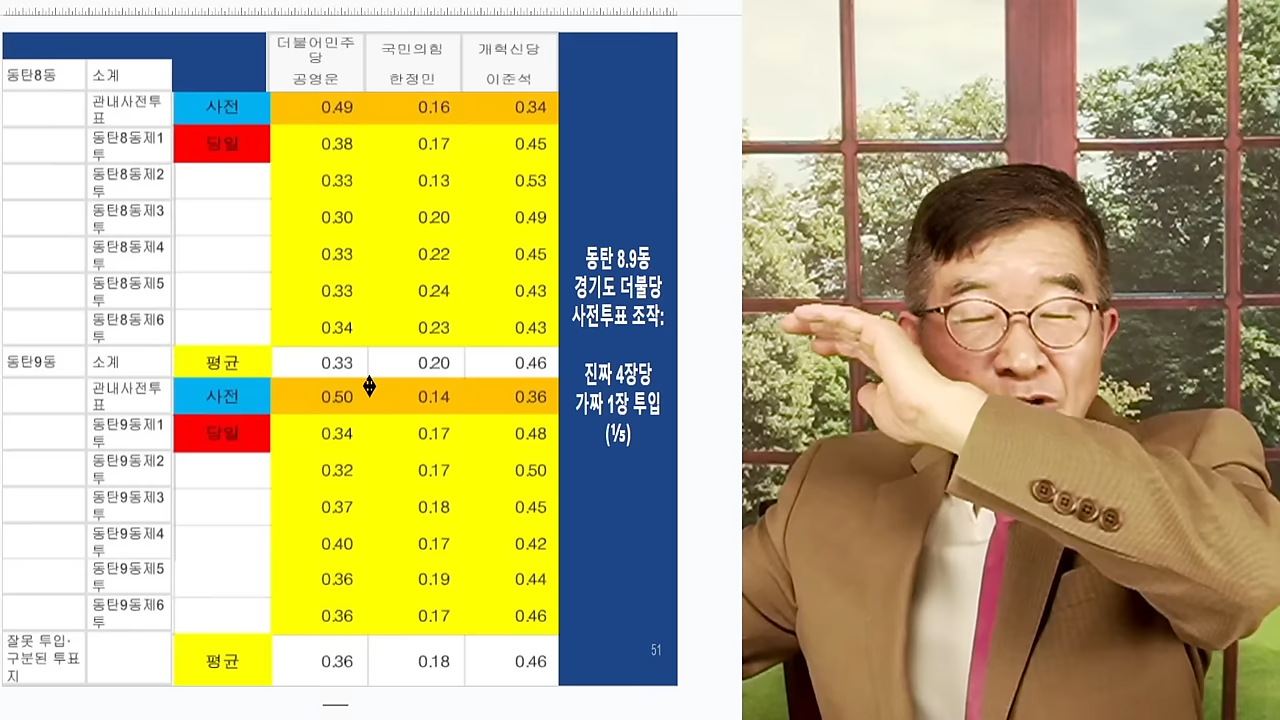 더불어민주당 국민의힘 개혁신당
동탄8동 소계 공영운 한정민 이준석
관내사전투표 사전 0.49 0.16 0.34
동탄8동제1투 당일 0.38 0.17 0.45
동탄8동제2투 0.33 0.13 0.53
동탄8동제3투 0.30 0.20 0.49
동탄8동제4투 0.33 0.22 0.45
동탄8동제5투 0.33 0.24 0.43
동탄8동제6투 0.34 0.23 0.43
동탄9동 소계 평균 0.33 0.20 0.46
관내사전투표 사전 0.50 0.14 0.36
동탄9동제1투 당일 0.34 0.17 0.48
동탄9동제2투 0.32 0.17 0.50
동탄9동제3투 0.37 0.18 0.45
동탄9동제4투 0.40 0.17 0.42
동탄9동제5투 0.36 0.19 0.44
동탄9동제6투 0.36 0.17 0.46
잘못 투입·구분된 투표지 평균 0.36 0.18 0.46
동탄 8.9동
경기도 더불당
사전투표 조작:
진짜 4장당
가짜 1장 투입
(⅕)
51